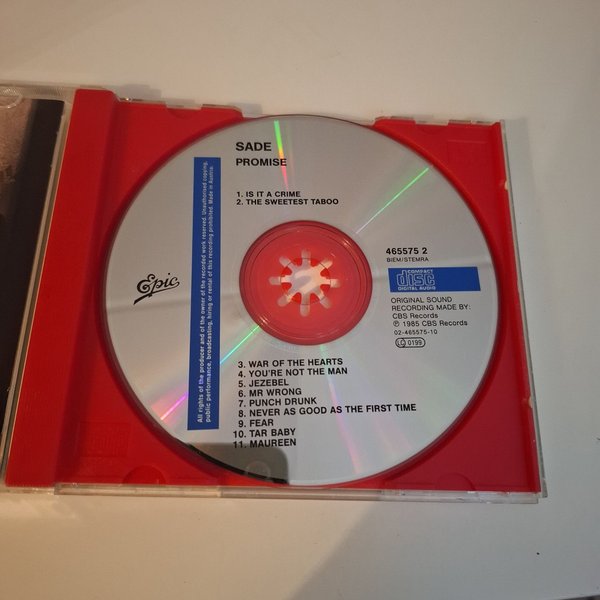 SADE
PROMISE
1. IS IT A CRIME
2. THE SWEETEST TABOO
All rights of the producer and of the owner of the recorded work reserved. Unauthorised copying,
public performance, broadcasting, hiring or rental of this recording prohibited. Made in Austria.
Epic
465575 2
BIEM/STEMRA
COMPACT
disc
DIGITAL AUDIO
ORIGINAL SOUND
RECORDING MADE BY:
CBS Records
℗ 1985 CBS Records
02-465575-10
LC 0199
3. WAR OF THE HEARTS
4. YOU'RE NOT THE MAN
5. JEZEBEL
6. MR WRONG
7. PUNCH DRUNK
8. NEVER AS GOOD AS THE FIRST TIME
9. FEAR
10. TAR BABY
11. MAUREEN